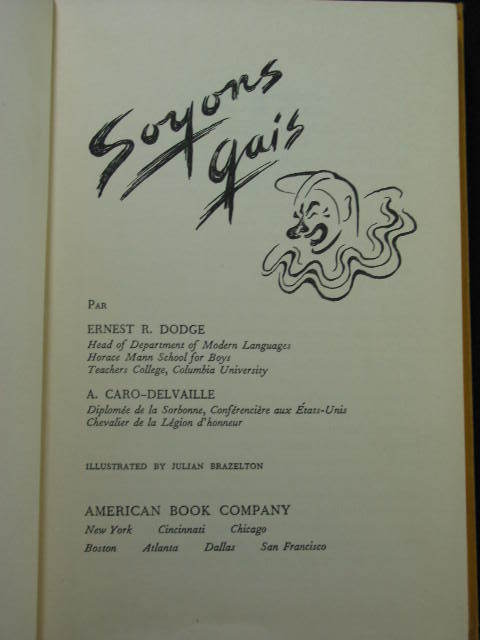 Soyons
gais
PAR
ERNEST R. DODGE
Head of Department of Modern Languages
Horace Mann School for Boys
Teachers College, Columbia University
A. CARO-DELVAILLE
Diplomée de la Sorbonne, Conférencière aux États-Unis
Chevalier de la Légion d'honneur
ILLUSTRATED BY JULIAN BRAZELTON
AMERICAN BOOK COMPANY
New York Cincinnati Chicago
Boston Atlanta Dallas San Francisco